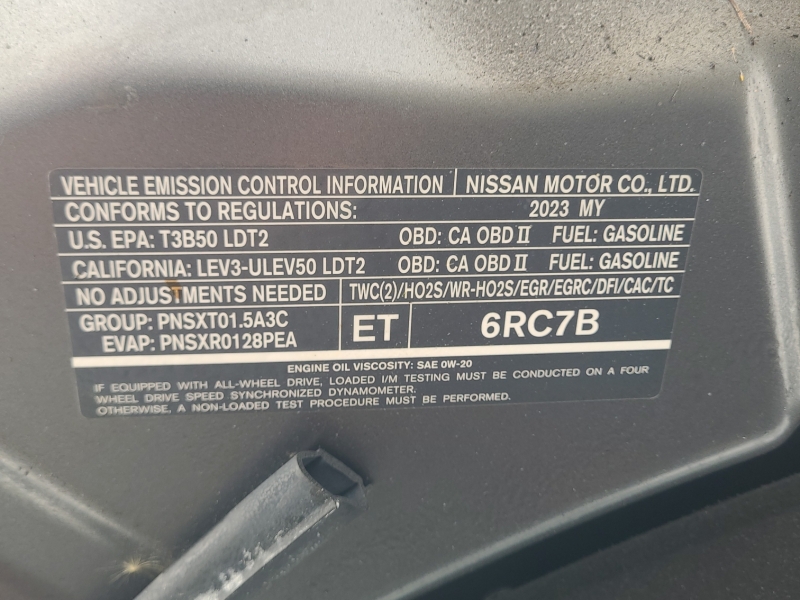 VEHICLE EMISSION CONTROL INFORMATION NISSAN MOTOR CO., LTD.
CONFORMS TO REGULATIONS: 2023 MY
U.S. EPA: T3B50 LDT2 OBD: CA OBD II FUEL: GASOLINE
CALIFORNIA: LEV3-ULEV50 LDT2 OBD: CA OBD II FUEL: GASOLINE
NO ADJUSTMENTS NEEDED TWC(2)/HO2S/WR-HO2S/EGR/EGRC/DFI/CAC/TC
GROUP: PNSXT01.5A3C
EVAP: PNSXR0128PEA
ET 6RC7B
ENGINE OIL VISCOSITY: SAE 0W-20
IF EQUIPPED WITH ALL-WHEEL DRIVE, LOADED I/M TESTING MUST BE CONDUCTED ON A FOUR
WHEEL DRIVE SPEED SYNCHRONIZED DYNAMOMETER.
OTHERWISE, A NON-LOADED TEST PROCEDURE MUST BE PERFORMED.